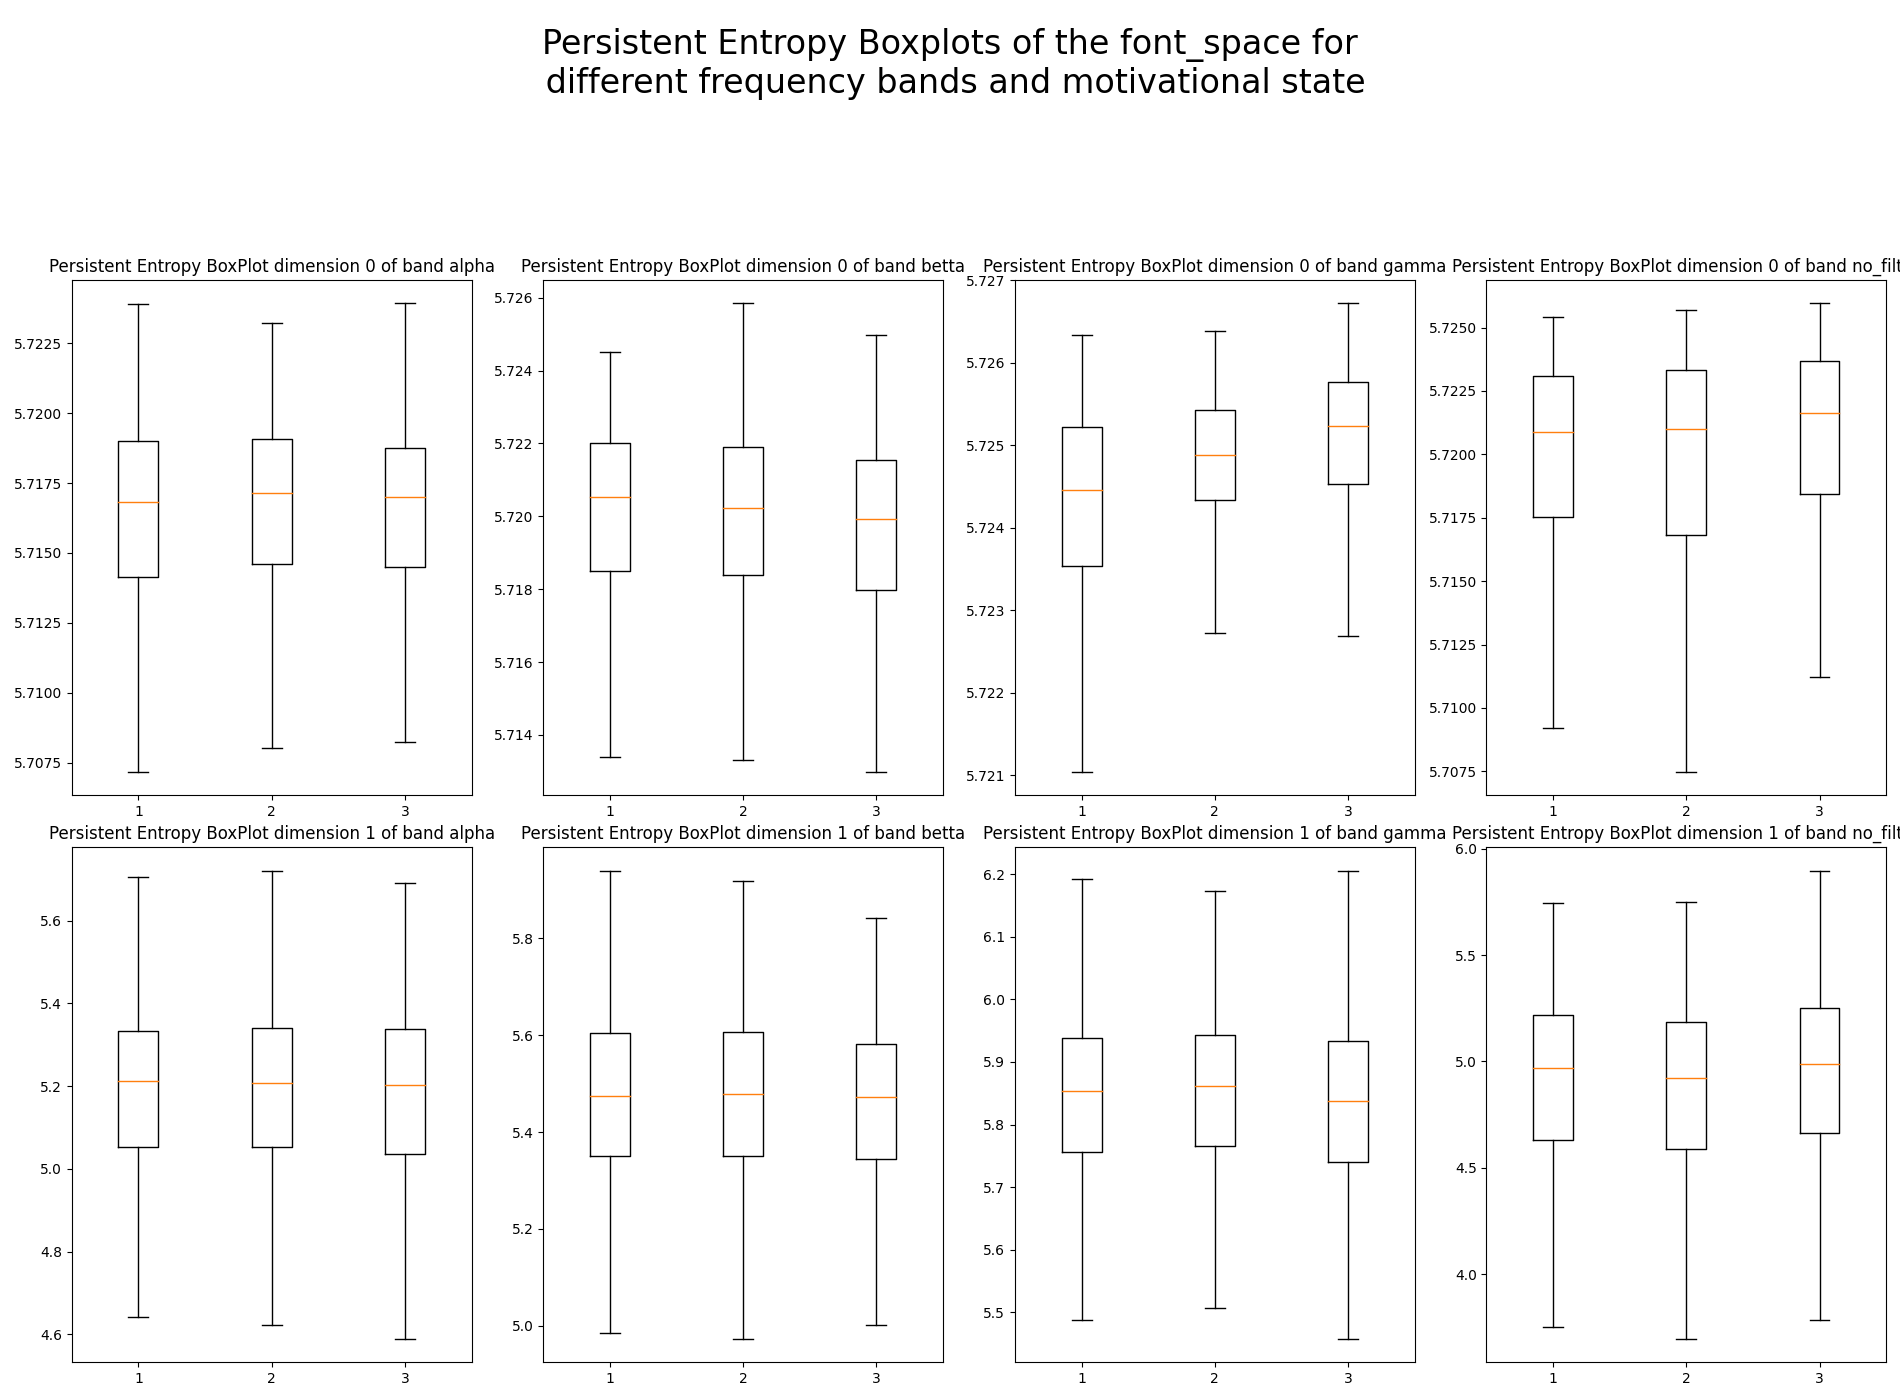 Persistent Entropy Boxplots of the font_space for
different frequency bands and motivational state
Persistent Entropy BoxPlot dimension 0 of band alpha
5.7225
5.7200
5.7175
5.7150
5.7125
5.7100
5.7075
1 2 3
Persistent Entropy BoxPlot dimension 0 of band betta
5.726
5.724
5.722
5.720
5.718
5.716
5.714
1 2 3
Persistent Entropy BoxPlot dimension 0 of band gamma
5.727
5.726
5.725
5.724
5.723
5.722
5.721
1 2 3
Persistent Entropy BoxPlot dimension 0 of band no_filt
5.7250
5.7225
5.7200
5.7175
5.7150
5.7125
5.7100
5.7075
1 2 3
Persistent Entropy BoxPlot dimension 1 of band alpha
5.6
5.4
5.2
5.0
4.8
4.6
1 2 3
Persistent Entropy BoxPlot dimension 1 of band betta
5.8
5.6
5.4
5.2
5.0
1 2 3
Persistent Entropy BoxPlot dimension 1 of band gamma
6.2
6.1
6.0
5.9
5.8
5.7
5.6
5.5
1 2 3
Persistent Entropy BoxPlot dimension 1 of band no_filt
6.0
5.5
5.0
4.5
4.0
1 2 3